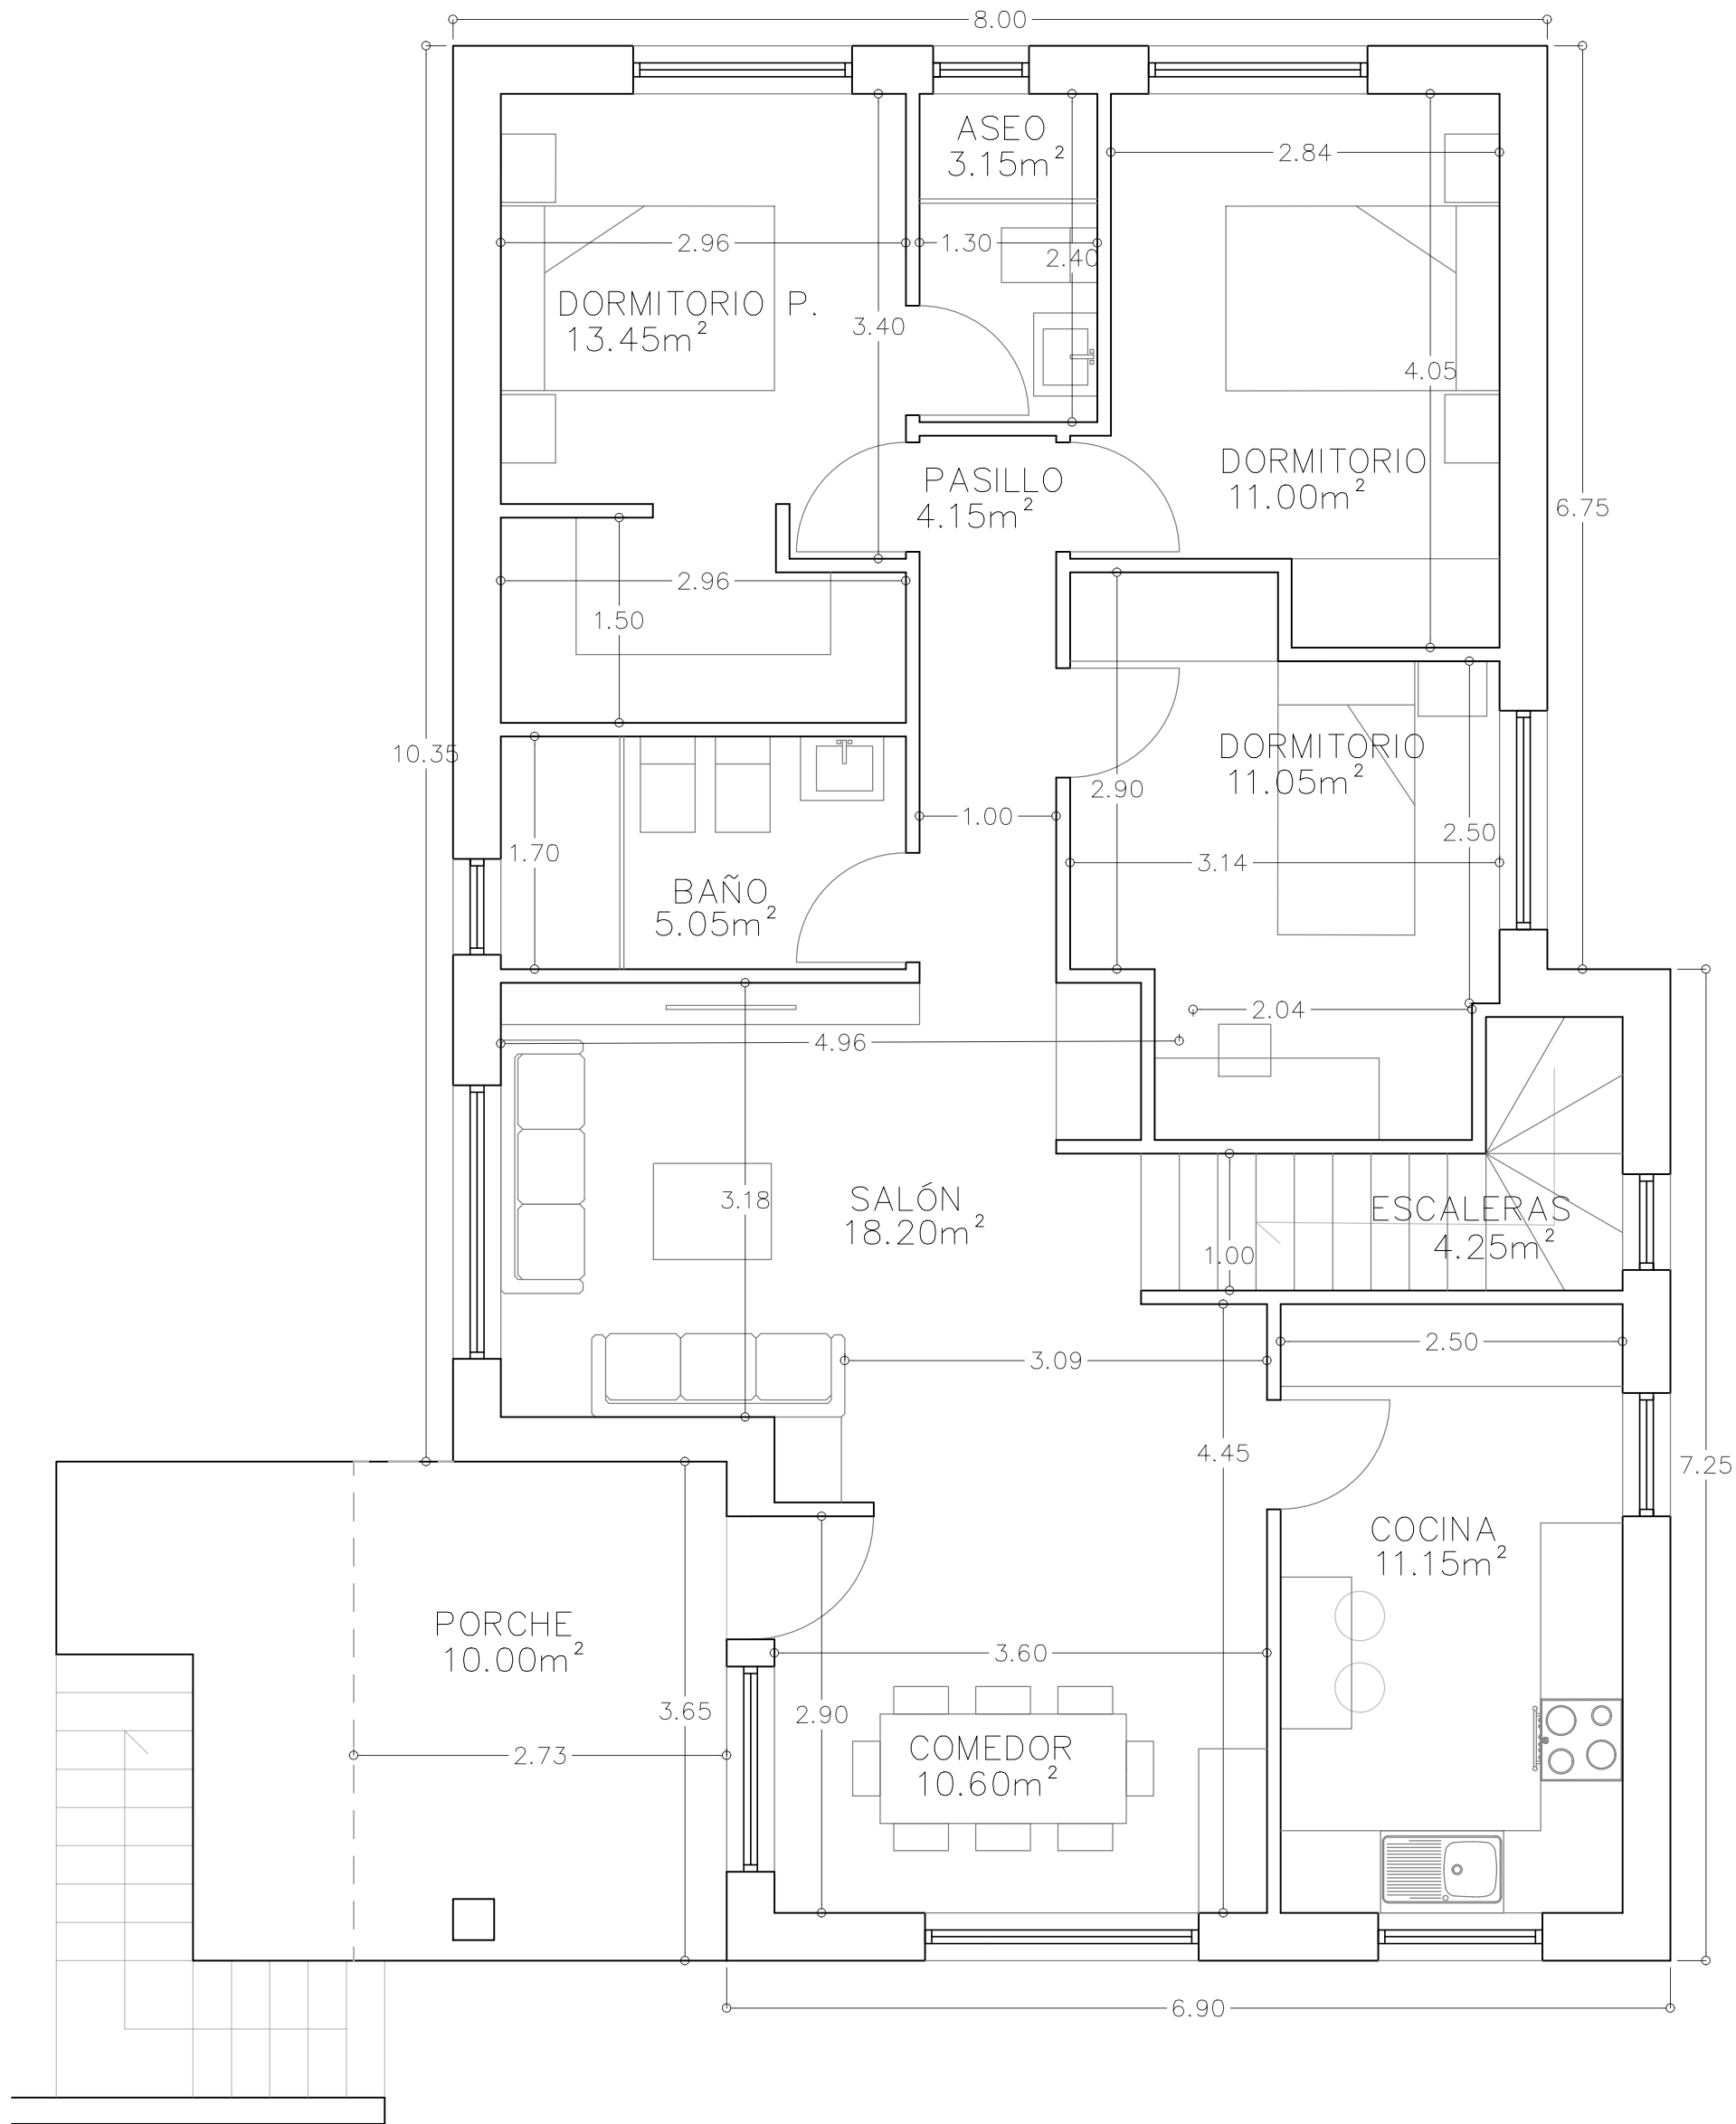 8.00
ASEO
3.15m²
2.84
2.96
1.30
2.40
DORMITORIO P.
13.45m²
3.40
4.05
DORMITORIO
11.00m²
PASILLO
4.15m²
6.75
2.96
1.50
10.35
DORMITORIO
11.05m²
2.90
1.00
2.50
1.70
3.14
BAÑO
5.05m²
2.04
4.96
3.18
SALÓN
18.20m²
ESCALERAS
4.25m²
1.00
2.50
3.09
4.45
7.25
COCINA
11.15m²
PORCHE
10.00m²
3.60
3.65
2.90
2.73
COMEDOR
10.60m²
6.90